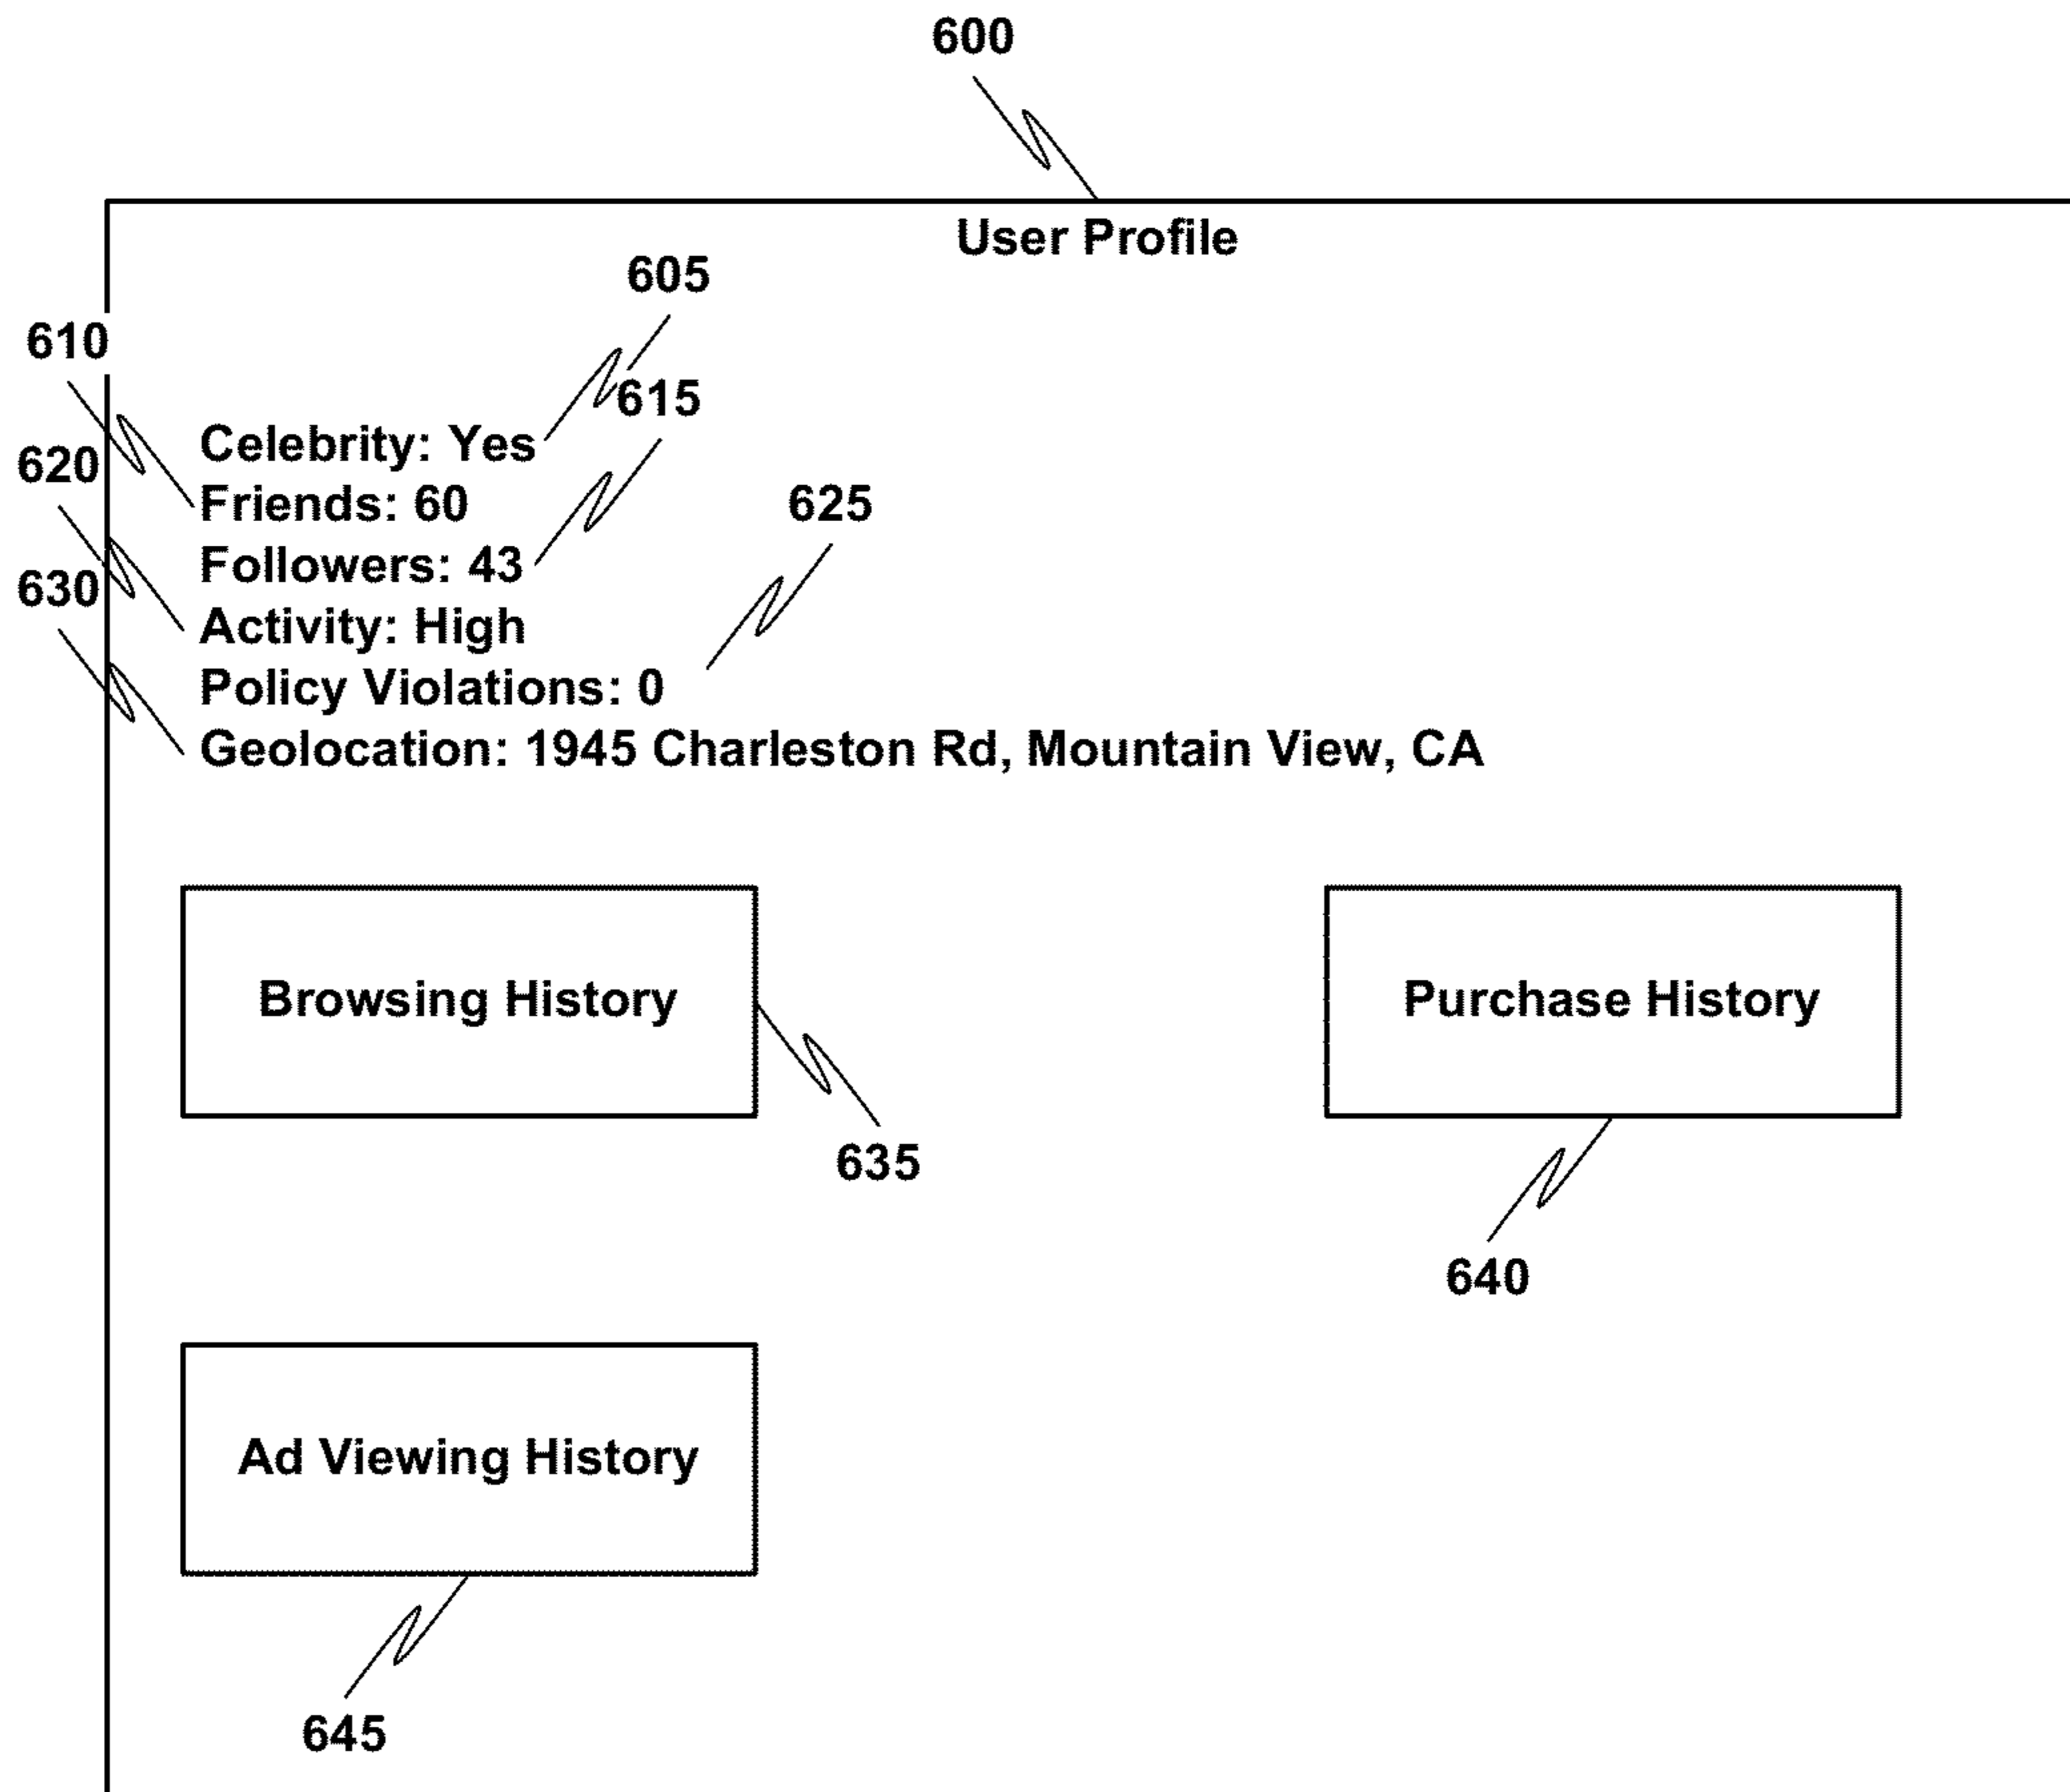 600
User Profile
605
610
615
Celebrity: Yes
620
Friends: 60
625
Followers: 43
630
Activity: High
Policy Violations: 0
Geolocation: 1945 Charleston Rd, Mountain View, CA
Browsing History
Purchase History
635
640
Ad Viewing History
645